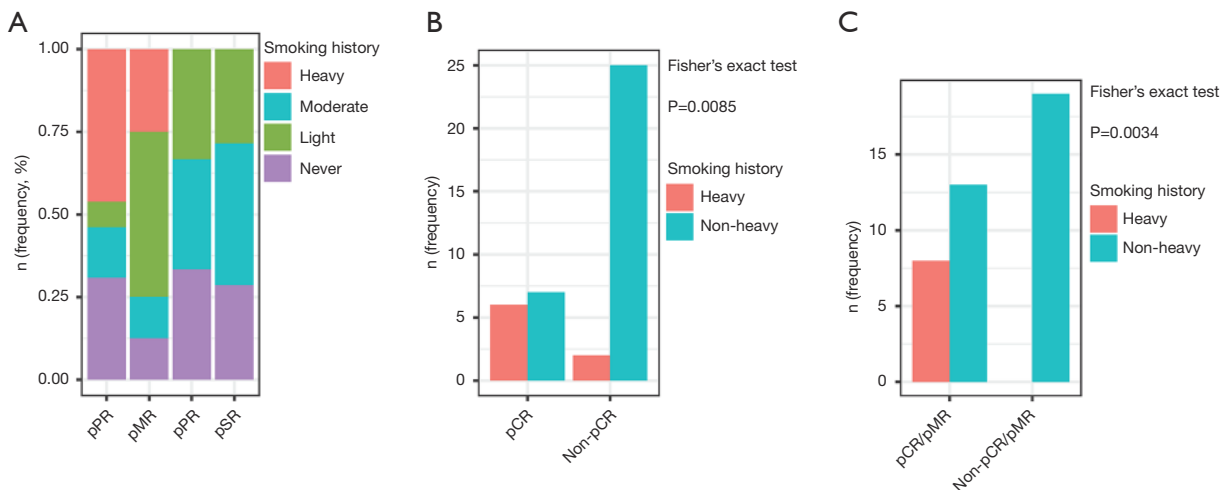 A
Smoking history
Heavy
Moderate
Light
Never
1.00
0.75
0.50
0.25
0.00
n (frequency, %)
pPR
pMR
pPR
pSR
B
Fisher's exact test
P=0.0085
Smoking history
Heavy
Non-heavy
25
20
15
10
5
0
n (frequency)
pCR
Non-pCR
C
Fisher's exact test
P=0.0034
Smoking history
Heavy
Non-heavy
15
10
5
0
n (frequency)
pCR/pMR
Non-pCR/pMR